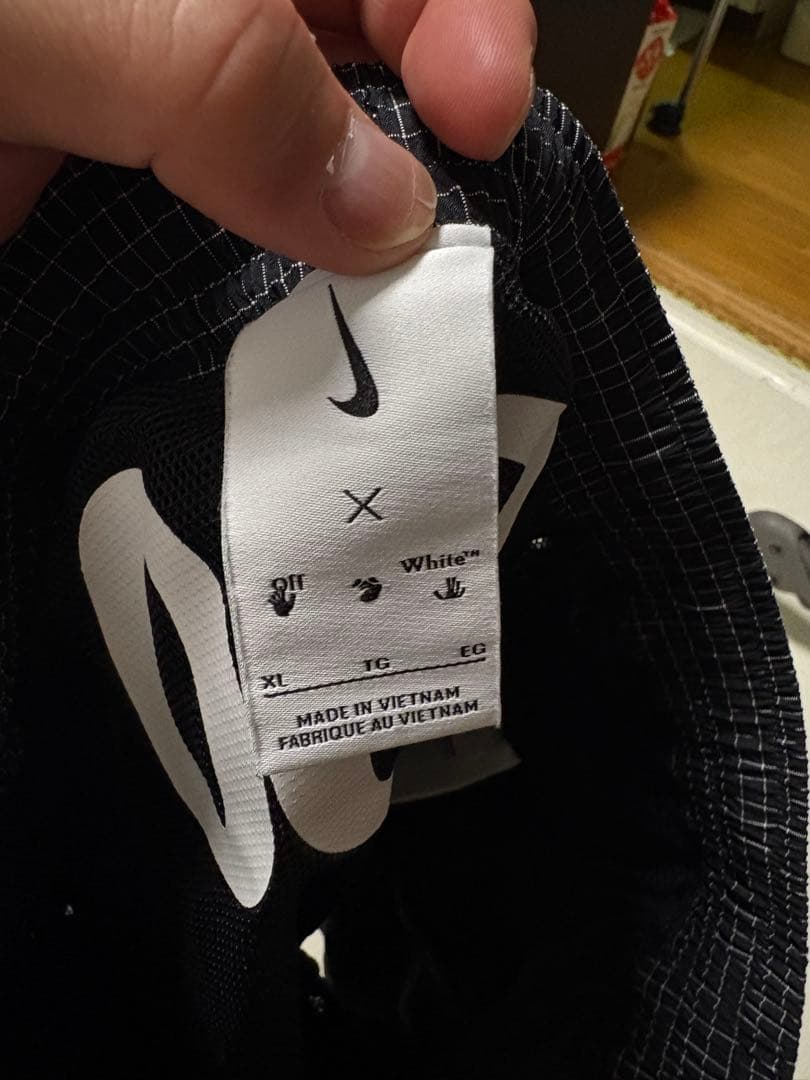 X
Off White™
XL TG EG
MADE IN VIETNAM
FABRIQUE AU VIETNAM